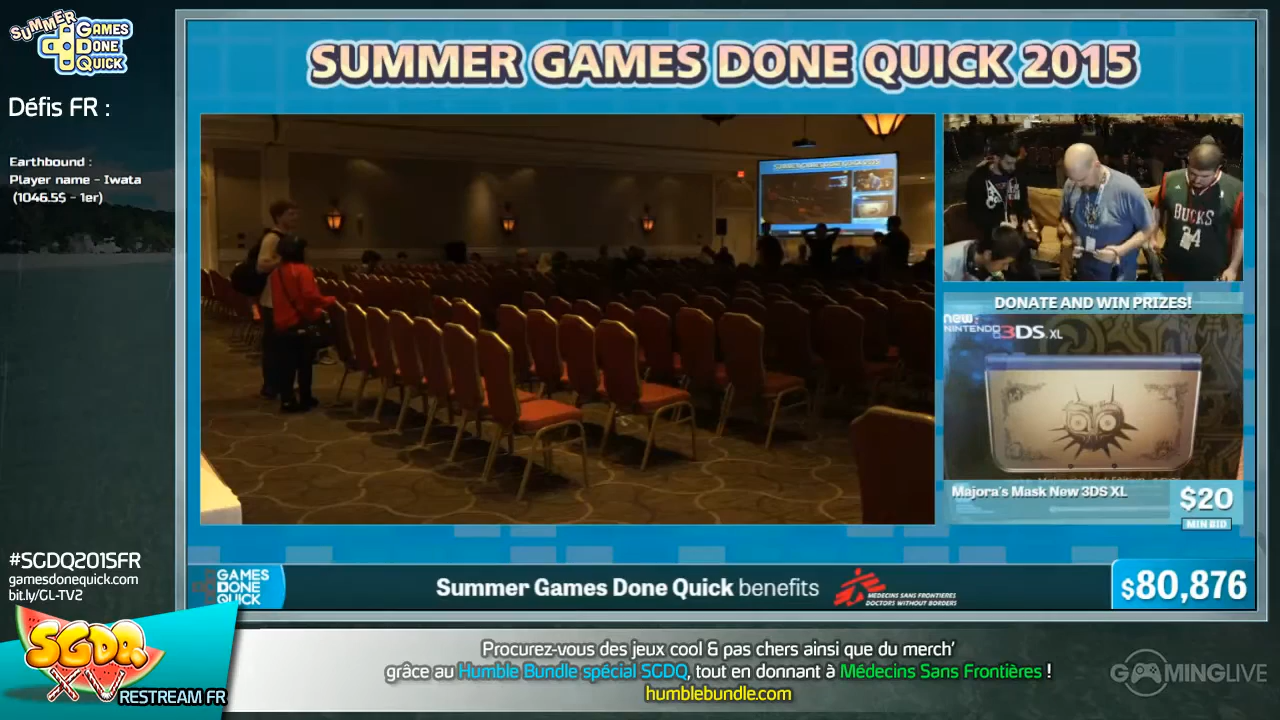 SUMMER
GAMES
DONE
QUICK
Défis FR :
Earthbound :
Player name - Iwata
(1046.5$ - 1er)
SUMMER GAMES DONE QUICK 2015
BUCKS
34
DONATE AND WIN PRIZES!
new
NINTENDO 3DS XL
Majora's Mask New 3DS XL
$20
MIN BID
#SGDQ2015FR
gamesdonequick.com
bit.ly/GL-TV2
GAMES
DONE
QUICK
Summer Games Done Quick benefits
MEDECINS SANS FRONTIERES
DOCTORS WITHOUT BORDERS
$80,876
SGDQ
RESTREAM FR
Procurez-vous des jeux cool & pas chers ainsi que du merch'
grâce au Humble Bundle spécial SGDQ, tout en donnant à Médecins Sans Frontières !
humblebundle.com
GAMINGLIVE